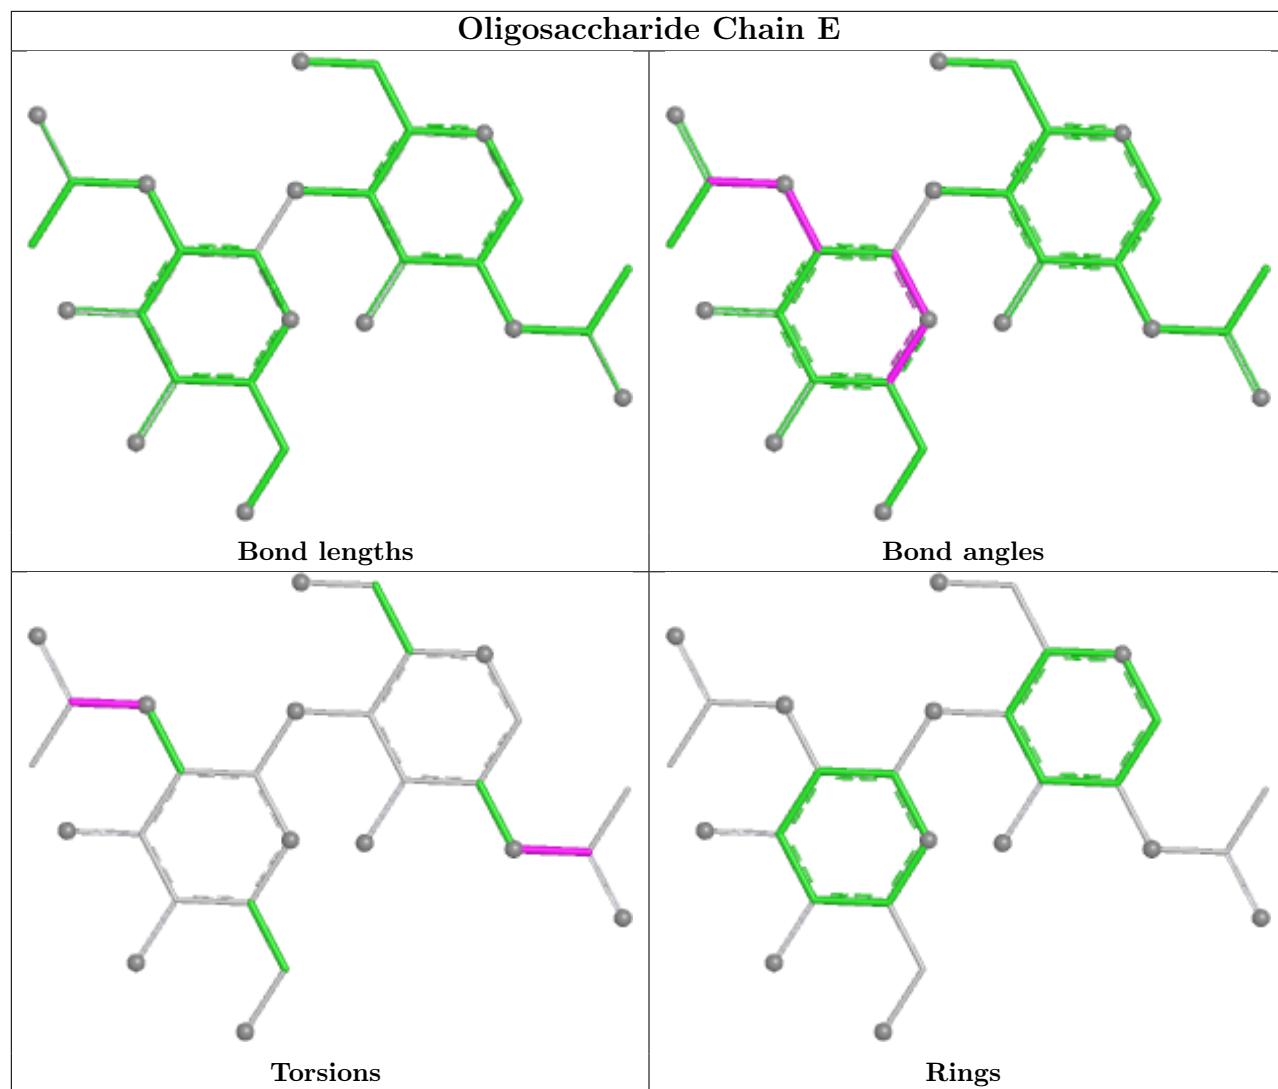 Oligosaccharide Chain E
Bond lengths
Bond angles
Torsions
Rings